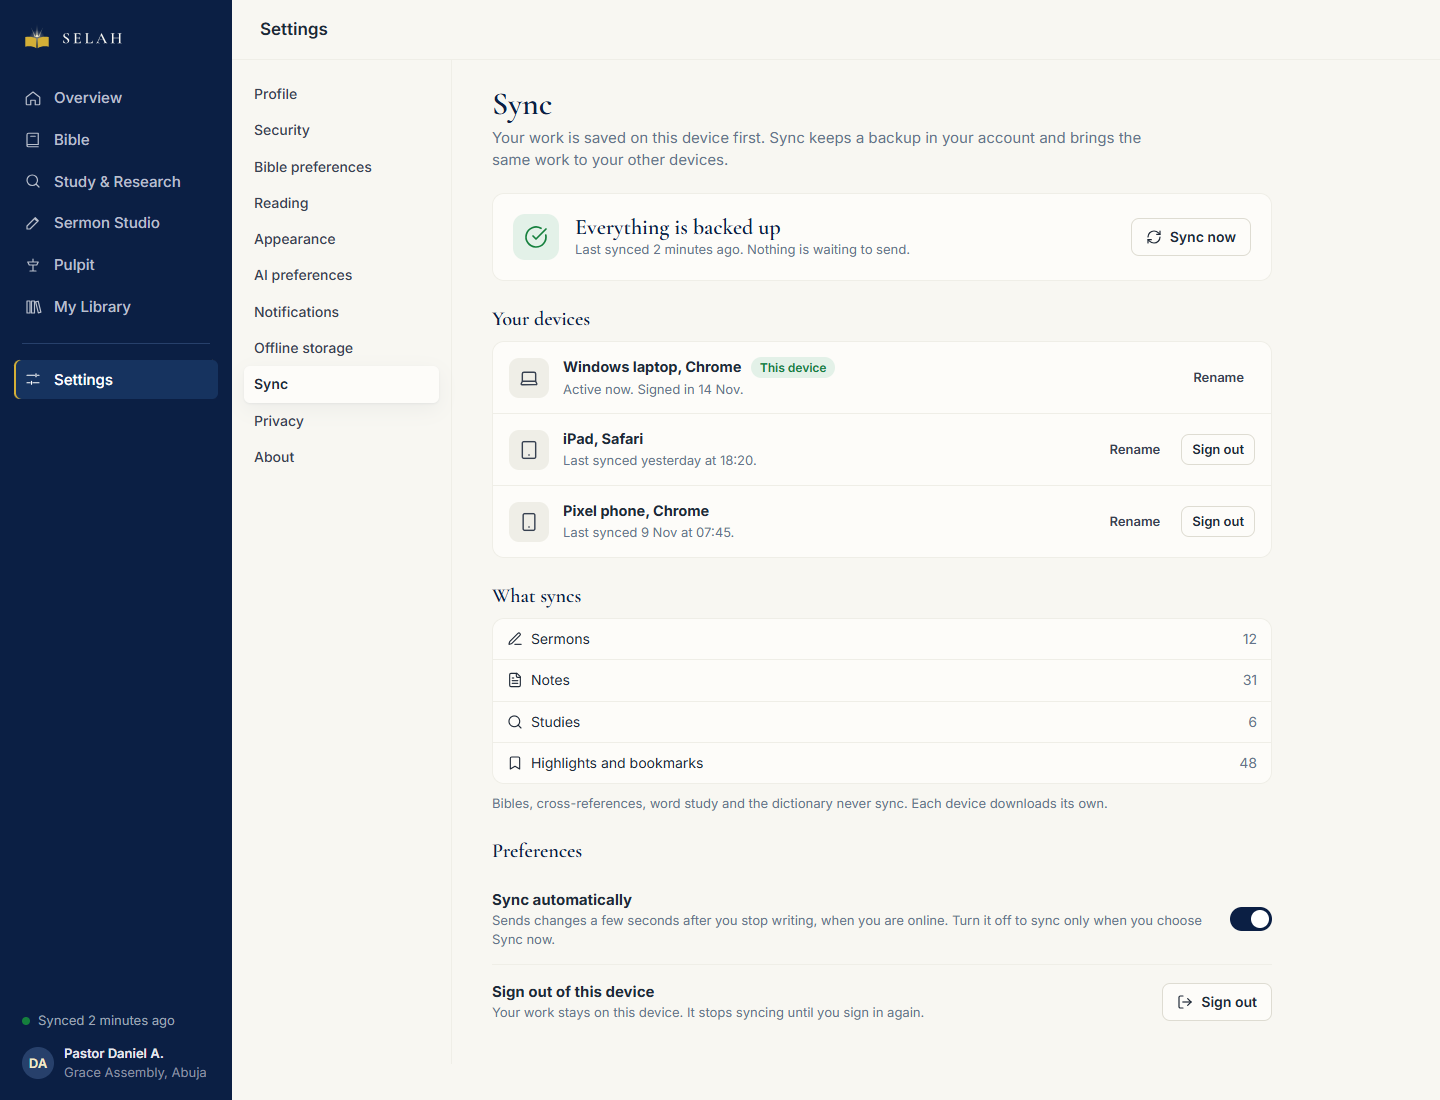 SELAH
Overview
Bible
Study & Research
Sermon Studio
Pulpit
My Library
Settings
Synced 2 minutes ago
DA
Pastor Daniel A.
Grace Assembly, Abuja
Settings
Profile
Security
Bible preferences
Reading
Appearance
AI preferences
Notifications
Offline storage
Sync
Privacy
About
Sync
Your work is saved on this device first. Sync keeps a backup in your account and brings the
same work to your other devices.
Everything is backed up
Last synced 2 minutes ago. Nothing is waiting to send.
Sync now
Your devices
Windows laptop, Chrome This device
Active now. Signed in 14 Nov.
Rename
iPad, Safari
Last synced yesterday at 18:20.
Rename Sign out
Pixel phone, Chrome
Last synced 9 Nov at 07:45.
Rename Sign out
What syncs
Sermons 12
Notes 31
Studies 6
Highlights and bookmarks 48
Bibles, cross-references, word study and the dictionary never sync. Each device downloads its own.
Preferences
Sync automatically
Sends changes a few seconds after you stop writing, when you are online. Turn it off to sync only when you choose
Sync now.
Sign out of this device
Your work stays on this device. It stops syncing until you sign in again.
Sign out